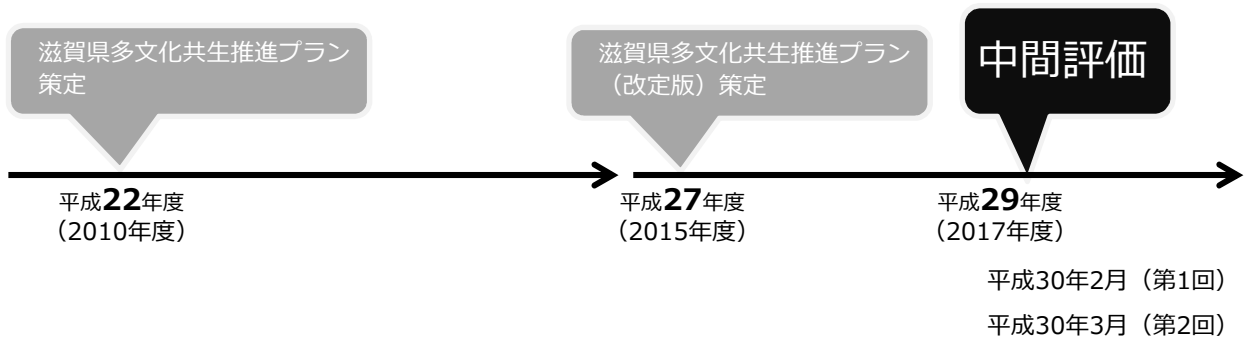 滋賀県多文化共生推進プラン
策定
滋賀県多文化共生推進プラン
（改定版）策定
中間評価
平成22年度
（2010年度）
平成27年度
（2015年度）
平成29年度
（2017年度）
平成30年2月（第1回）
平成30年3月（第2回）